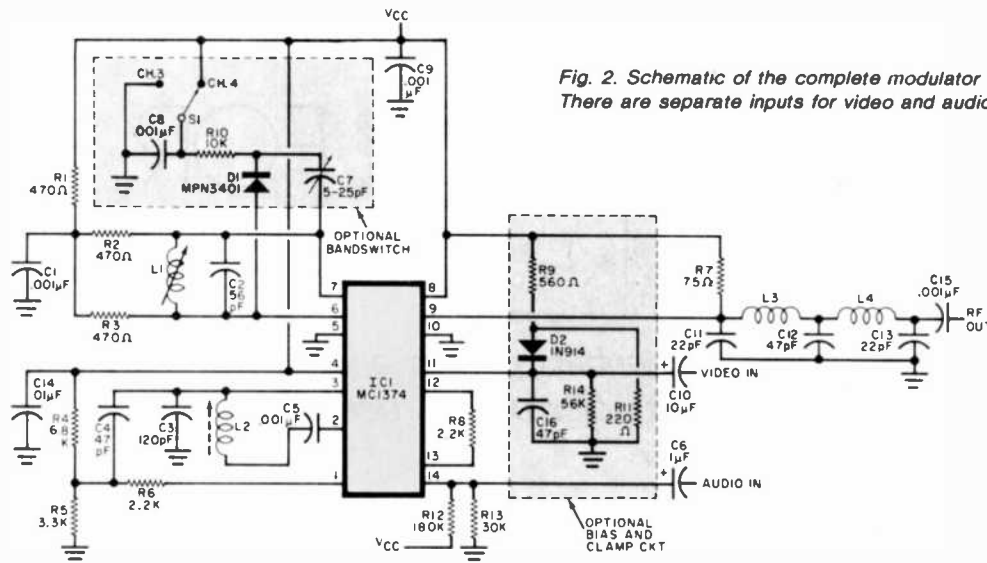 VCC
Fig. 2. Schematic of the complete modulator
There are separate inputs for video and audio
CH.3
CH.4
C9
.001
µF
S1
C8
.001µF
R10
10K
D1
MPN3401
C7
5-25pF
OPTIONAL
BANDSWITCH
R1
470Ω
R2
470Ω
L1
C2
56
pF
C1
.001µF
R3
470Ω
7
8
6
9
5
10
4
11
3
12
2
13
1
14
IC1
MC1374
R9
560Ω
R7
75Ω
L3
L4
C15
.001µF
RF
OUT
C11
22pF
C12
47pF
C13
22pF
D2
1N914
R14
56K
R11
220
Ω
C16
47pF
VIDEO IN
+
C10
10µF
C6
1µF
+
AUDIO IN
C14
.01µF
R4
6.8
K
C4
47
pF
C3
120pF
L2
C5
.001µF
R8
2.2K
R6
2.2K
R5
3.3K
R12
180K
R13
30K
VCC
OPTIONAL
BIAS AND
CLAMP CKT